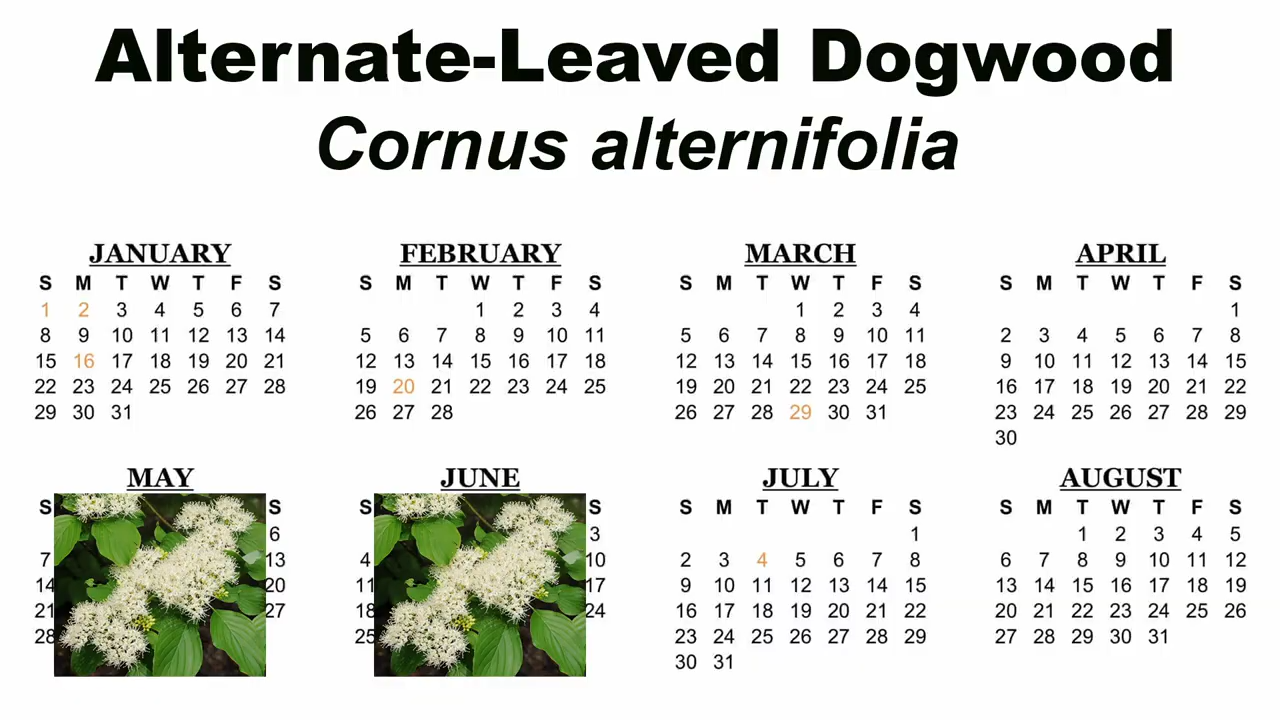 Alternate-Leaved Dogwood
Cornus alternifolia
JANUARY
S M T W T F S
1 2 3 4 5 6 7
8 9 10 11 12 13 14
15 16 17 18 19 20 21
22 23 24 25 26 27 28
29 30 31
FEBRUARY
S M T W T F S
1 2 3 4
5 6 7 8 9 10 11
12 13 14 15 16 17 18
19 20 21 22 23 24 25
26 27 28
MARCH
S M T W T F S
1 2 3 4
5 6 7 8 9 10 11
12 13 14 15 16 17 18
19 20 21 22 23 24 25
26 27 28 29 30 31
APRIL
S M T W T F S
1
2 3 4 5 6 7 8
9 10 11 12 13 14 15
16 17 18 19 20 21 22
23 24 25 26 27 28 29
30
MAY
S S
6
7 13
14 20
21 27
28
JUNE
S S
3
4 10
11 17
18 24
25
JULY
S M T W T F S
1
2 3 4 5 6 7 8
9 10 11 12 13 14 15
16 17 18 19 20 21 22
23 24 25 26 27 28 29
30 31
AUGUST
S M T W T F S
1 2 3 4 5
6 7 8 9 10 11 12
13 14 15 16 17 18 19
20 21 22 23 24 25 26
27 28 29 30 31